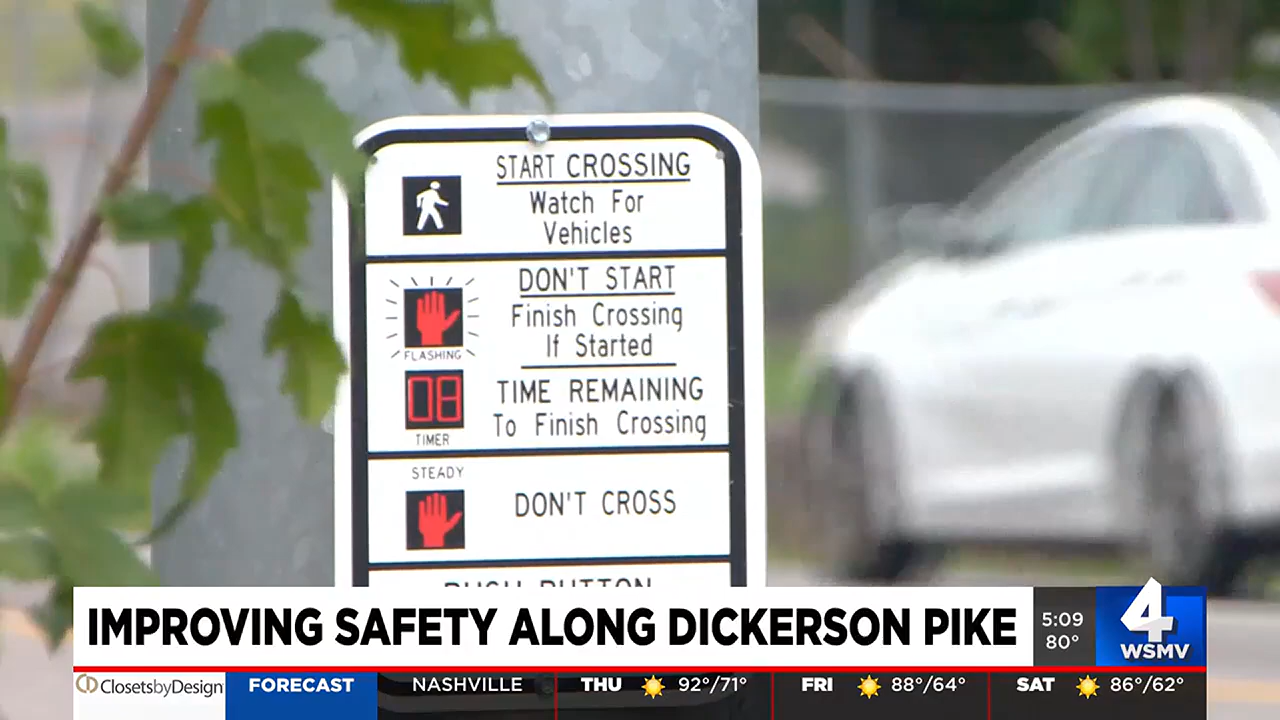 START CROSSING
Watch For
Vehicles
DON'T START
Finish Crossing
If Started
FLASHING
08
TIME REMAINING
To Finish Crossing
TIMER
STEADY
DON'T CROSS
PUSH BUTTON
IMPROVING SAFETY ALONG DICKERSON PIKE
5:09
80°
4
WSMV
ClosetsbyDesign FORECAST NASHVILLE THU 92°/71° FRI 88°/64° SAT 86°/62°